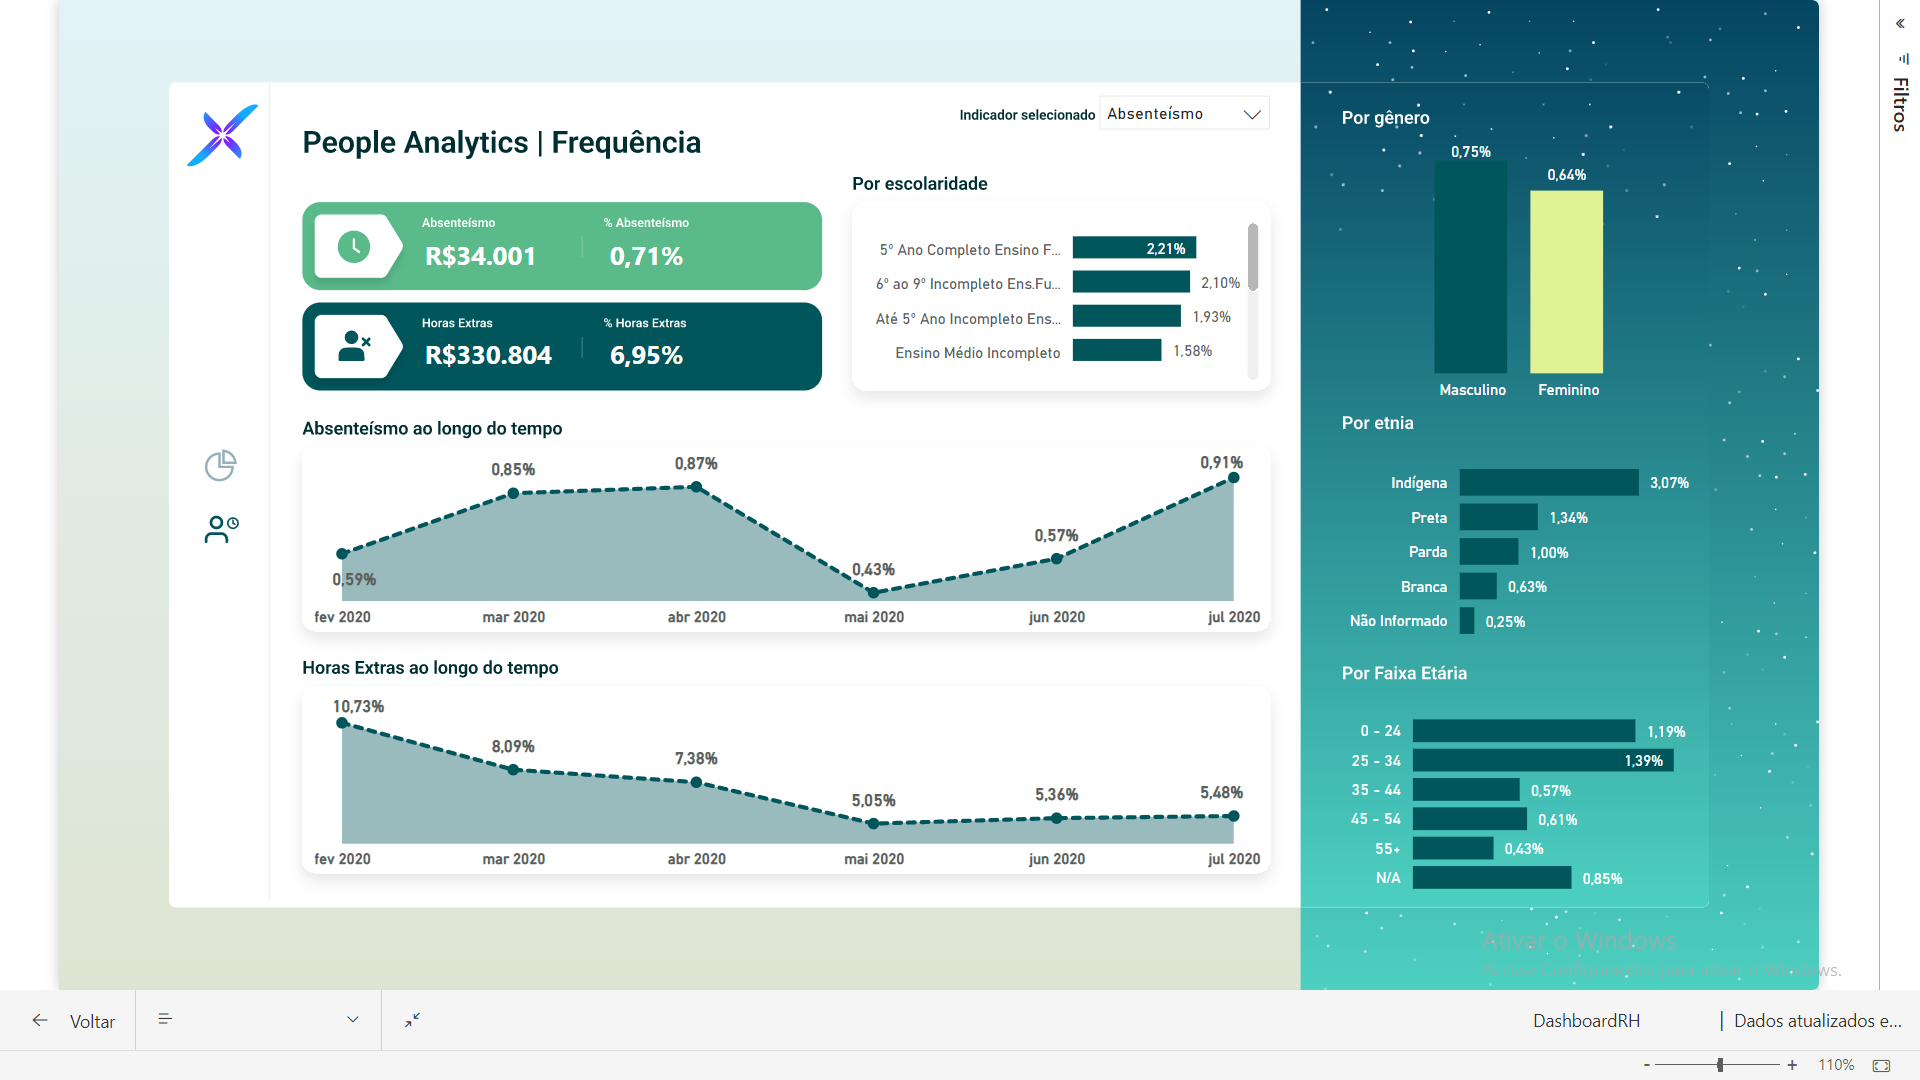 People Analytics | Frequência
Indicador selecionado
Absenteísmo
Absenteísmo
R$34.001
% Absenteísmo
0,71%
Horas Extras
R$330.804
% Horas Extras
6,95%
Por escolaridade
5º Ano Completo Ensino F... 2,21%
6º ao 9º Incompleto Ens.Fu... 2,10%
Até 5º Ano Incompleto Ens... 1,93%
Ensino Médio Incompleto 1,58%
Absenteísmo ao longo do tempo
0,59% 0,85% 0,87% 0,43% 0,57% 0,91%
fev 2020 mar 2020 abr 2020 mai 2020 jun 2020 jul 2020
Horas Extras ao longo do tempo
10,73% 8,09% 7,38% 5,05% 5,36% 5,48%
fev 2020 mar 2020 abr 2020 mai 2020 jun 2020 jul 2020
Por gênero
0,75% 0,64%
Masculino Feminino
Por etnia
Indígena 3,07%
Preta 1,34%
Parda 1,00%
Branca 0,63%
Não Informado 0,25%
Por Faixa Etária
0 - 24 1,19%
25 - 34 1,39%
35 - 44 0,57%
45 - 54 0,61%
55+ 0,43%
N/A 0,85%
Ativar o Windows
Acesse Configurações para ativar o Windows.
Filtros
Voltar
DashboardRH
| Dados atualizados e...
- + 110%